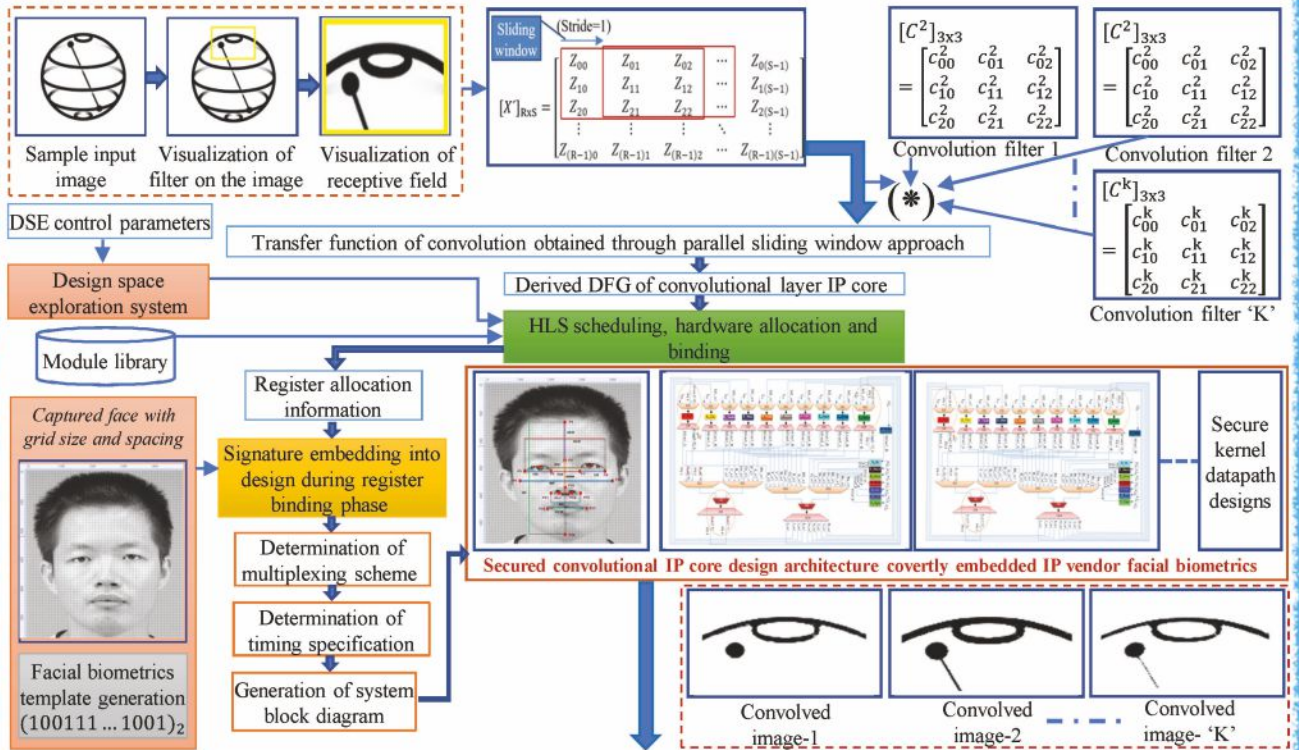 Sample input
image
Visualization of
filter on the image
Visualization of
receptive field
Sliding
window
(Stride=1)
[X′]RxS =
Z00 Z01 Z02 ⋯ Z0(S−1)
Z10 Z11 Z12 ⋯ Z1(S−1)
Z20 Z21 Z22 ⋯ Z2(S−1)
⋮ ⋮ ⋮ ⋱ ⋮
Z(R−1)0 Z(R−1)1 Z(R−1)2 ⋯ Z(R−1)(S−1)
[C²]3x3
= [c²00 c²01 c²02
c²10 c²11 c²12
c²20 c²21 c²22]
Convolution filter 1
[C²]3x3
= [c²00 c²01 c²02
c²10 c²11 c²12
c²20 c²21 c²22]
Convolution filter 2
(*)
[Cᵏ]3x3
= [cᵏ00 cᵏ01 cᵏ02
cᵏ10 cᵏ11 cᵏ12
cᵏ20 cᵏ21 cᵏ22]
Convolution filter ‘K’
DSE control parameters
Design space
exploration system
Module library
Transfer function of convolution obtained through parallel sliding window approach
Derived DFG of convolutional layer IP core
HLS scheduling, hardware allocation and
binding
Register allocation
information
Captured face with
grid size and spacing
Signature embedding into
design during register
binding phase
Determination of
multiplexing scheme
Determination of
timing specification
Generation of system
block diagram
Facial biometrics
template generation
(100111 … 1001)₂
Secure
kernel
datapath
designs
Secured convolutional IP core design architecture covertly embedded IP vendor facial biometrics
Convolved
image-1
Convolved
image-2
Convolved
image- ‘K’